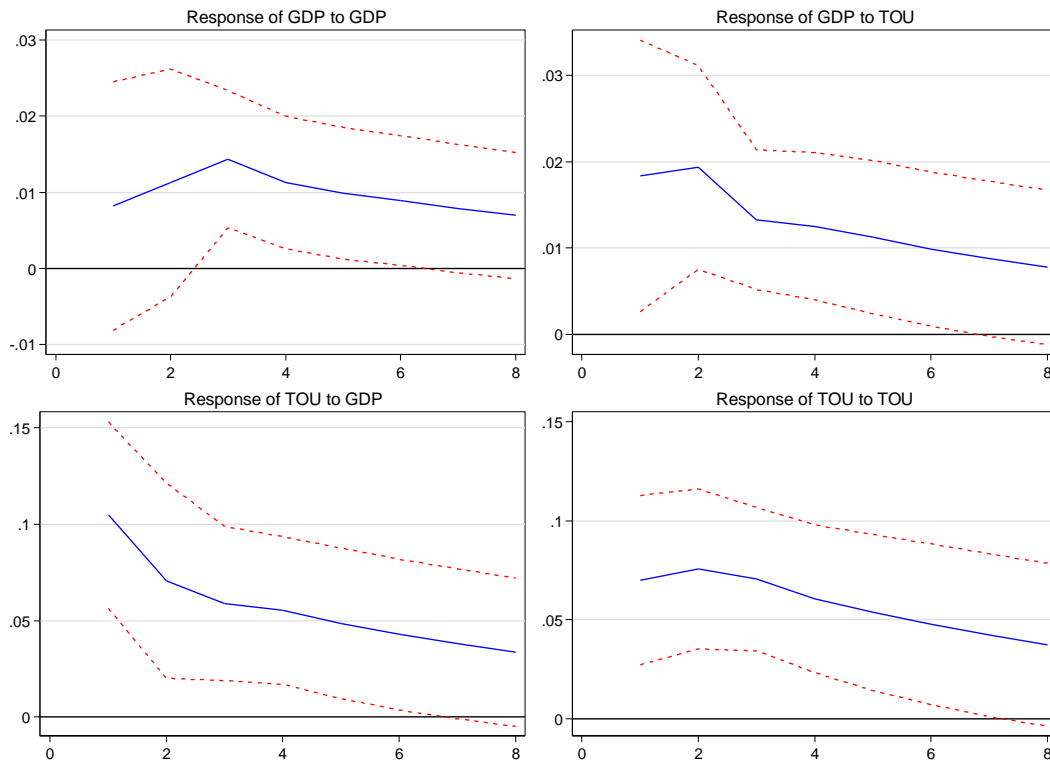 Response of GDP to GDP
.03
.02
.01
0
-.01
0 2 4 6 8
Response of GDP to TOU
.03
.02
.01
0
0 2 4 6 8
Response of TOU to GDP
.15
.1
.05
0
0 2 4 6 8
Response of TOU to TOU
.15
.1
.05
0
0 2 4 6 8